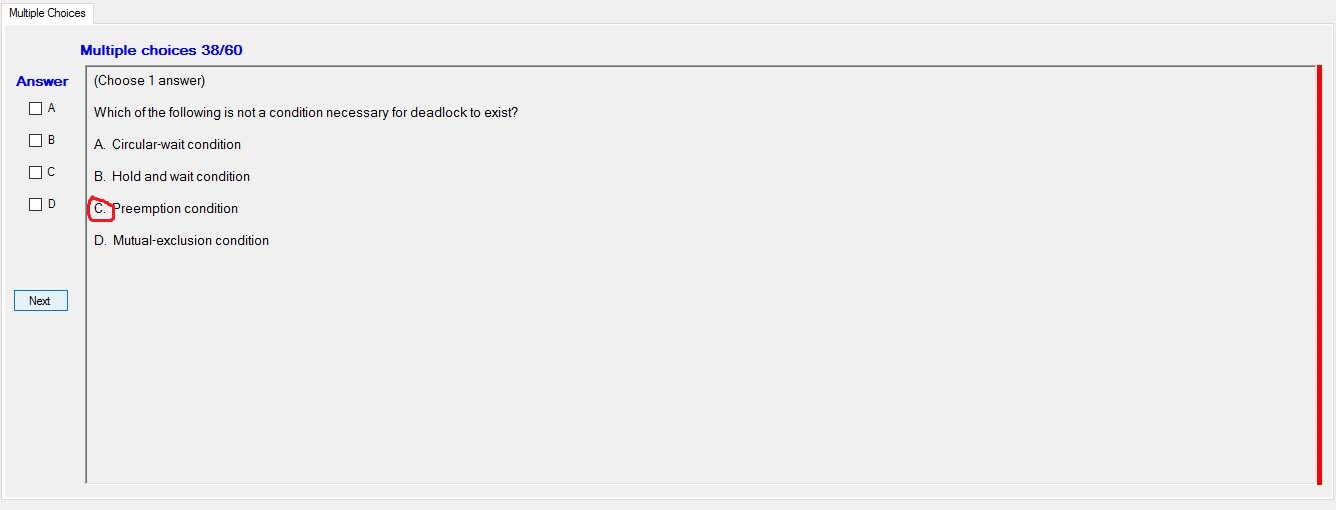 Multiple Choices
Multiple choices 38/60
Answer
A
B
C
D
Next
(Choose 1 answer)
Which of the following is not a condition necessary for deadlock to exist?
A. Circular-wait condition
B. Hold and wait condition
C. Preemption condition
D. Mutual-exclusion condition